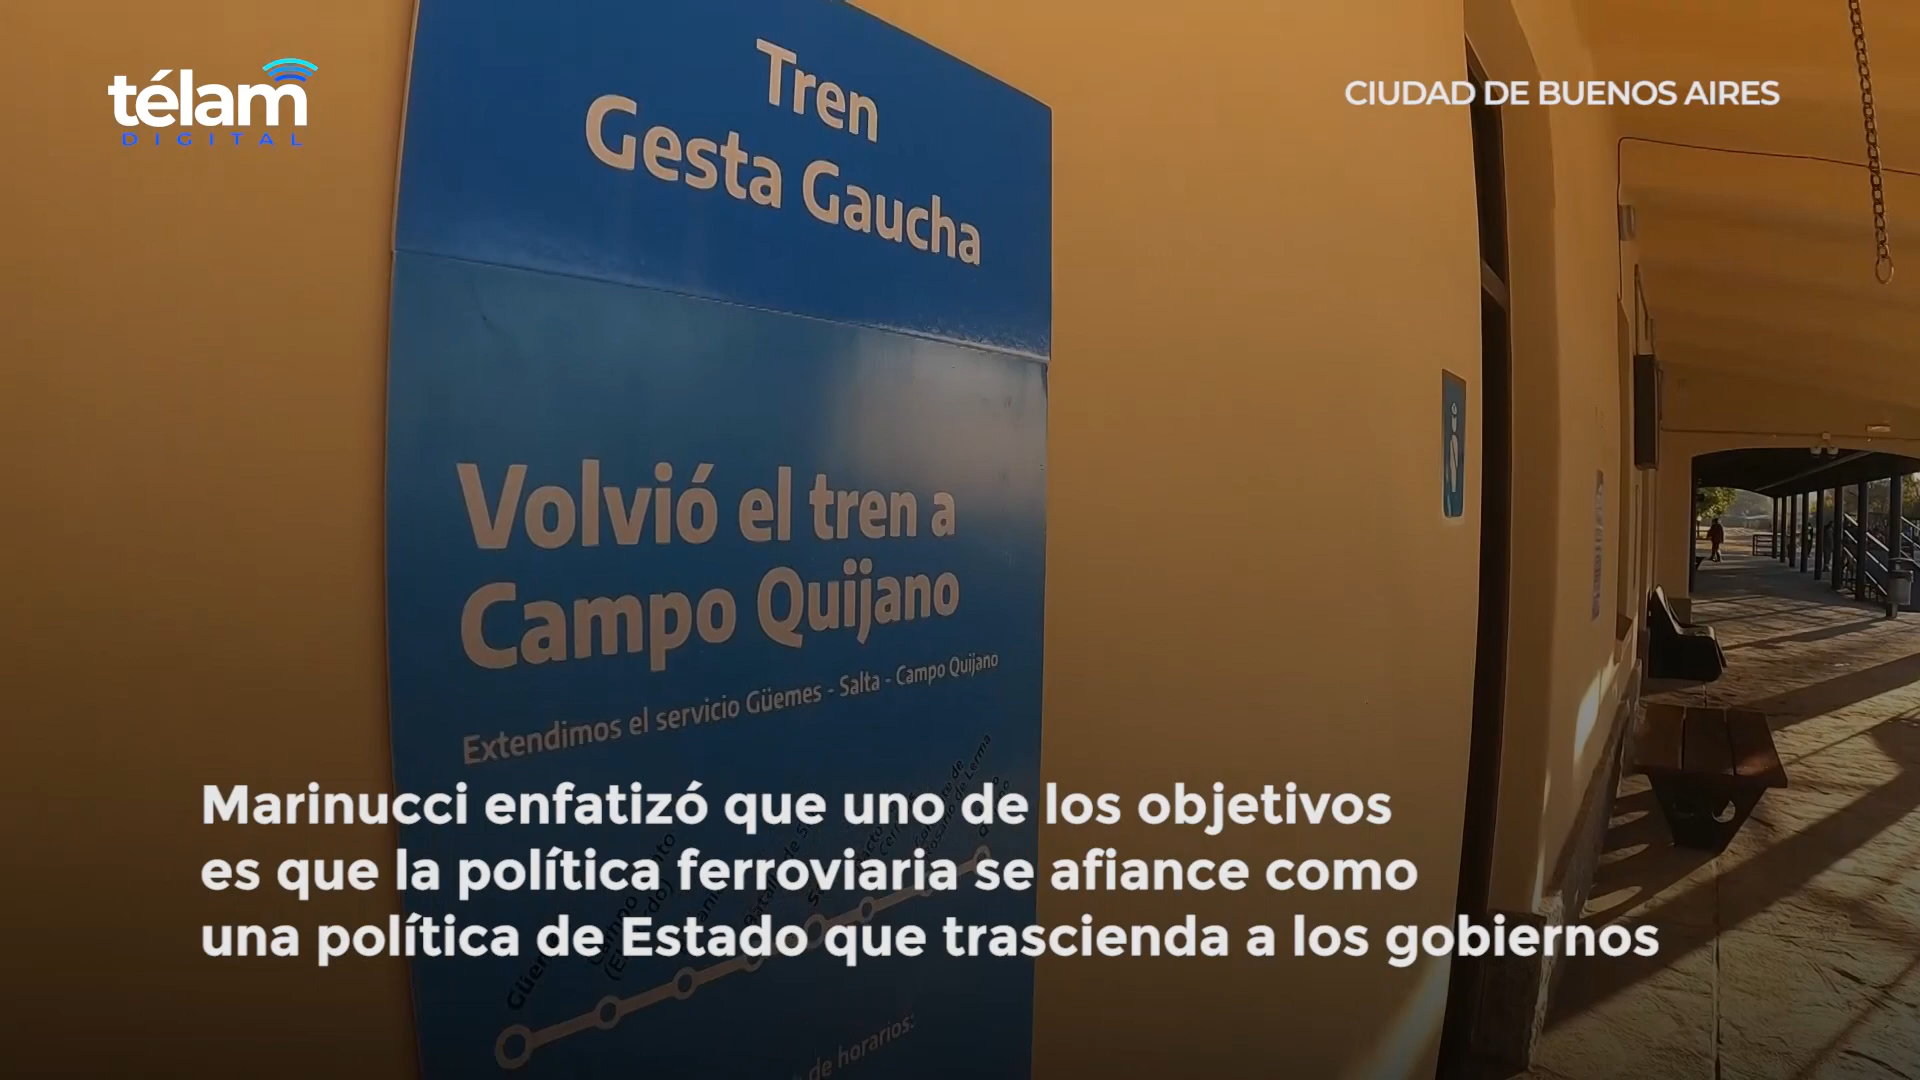 télam
DIGITAL
CIUDAD DE BUENOS AIRES
Tren
Gesta Gaucha
Volvió el tren a
Campo Quijano
Extendimos el servicio Güemes - Salta - Campo Quijano
Marinucci enfatizó que uno de los objetivos
es que la política ferroviaria se afiance como
una política de Estado que trascienda a los gobiernos
de horarios: